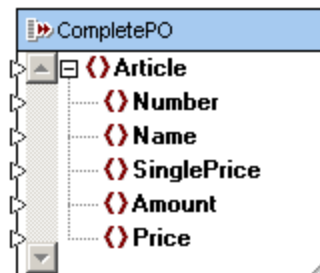 CompletePO
Article
Number
Name
SinglePrice
Amount
Price